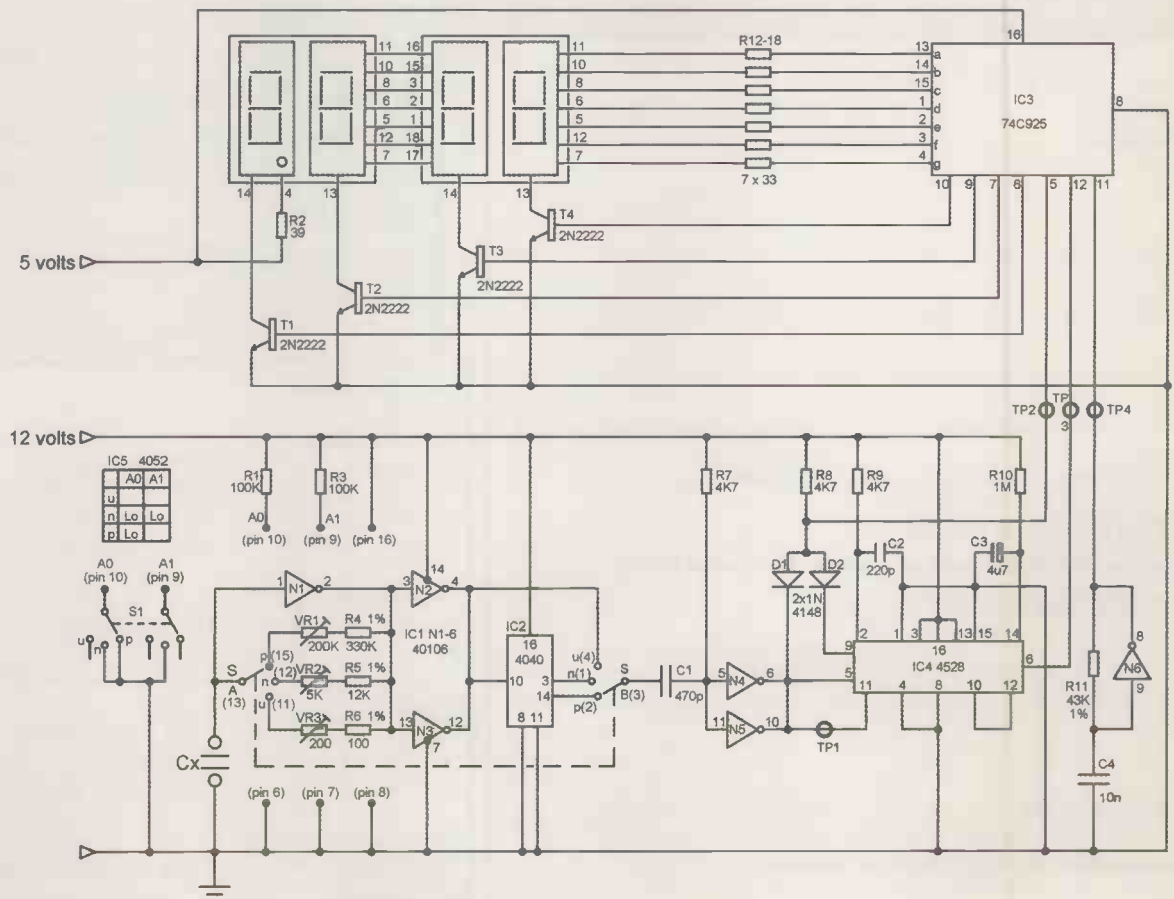 R12-18
11 16 11 13 a 16
10 15 10 14 b
8 3 8 15 c IC3
6 2 6 1 d 74C925 8
5 1 5 2 e
12 18 12 3 f
7 17 7 4 g
7 x 33
14 4 13 14 13 10 9 7 6 5 12 11
R2
39
T4
2N2222
T3
2N2222
T2
2N2222
T1
2N2222
5 volts
TP2 TP 3 TP4
12 volts
IC5 4052
A0 A1
u
n Lo Lo
p Lo
R1
100K
R3
100K
A0
(pin 10)
A1
(pin 9)
(pin 16)
R7
4K7
R8
4K7
R9
4K7
R10
1M
A0
(pin 10)
A1
(pin 9)
S1
u n p
1 N1 2
3 N2 4
14
VR1
200K
R4 1%
330K
IC1 N1-6
40106
VR2
5K
R5 1%
12K
VR3
200
R6 1%
100
p (15)
n (12)
u (11)
S
A
(13)
13 N3 12
7
Cx
(pin 6) (pin 7) (pin 8)
IC2
16
4040
10 3
14
8 11
u(4)
n(1)
p(2)
S
B(3)
C1
470p
5 N4 6
11 N5 10
TP1
D1 D2
2x1N
4148
C2
220p
C3
4u7
2 1 3 16 13 15 14
9
5 IC4 4528 6
11 4 8 10 12
8
N6
9
R11
43K
1%
C4
10n